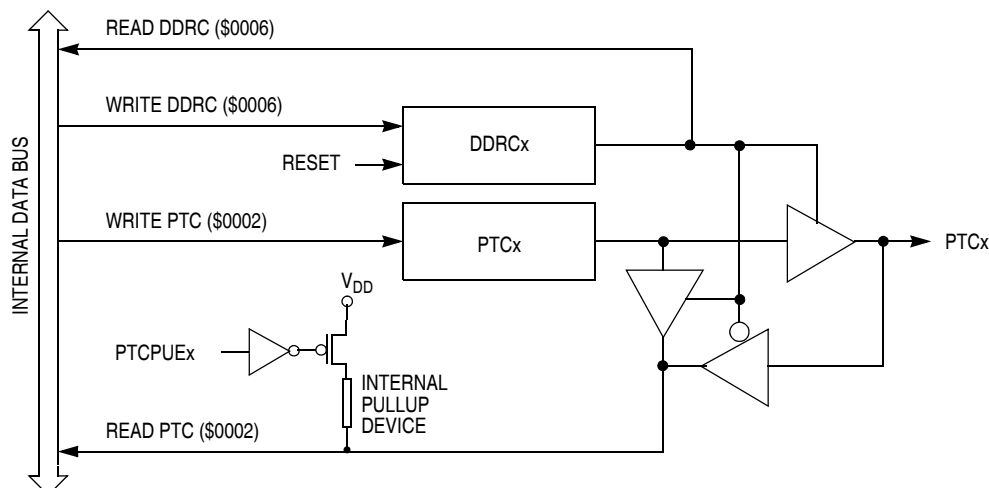 READ DDRC ($0006)
WRITE DDRC ($0006)
DDRCx
RESET
INTERNAL DATA BUS
WRITE PTC ($0002)
PTCx
PTCx
VDD
PTCPUEx
INTERNAL
PULLUP
DEVICE
READ PTC ($0002)